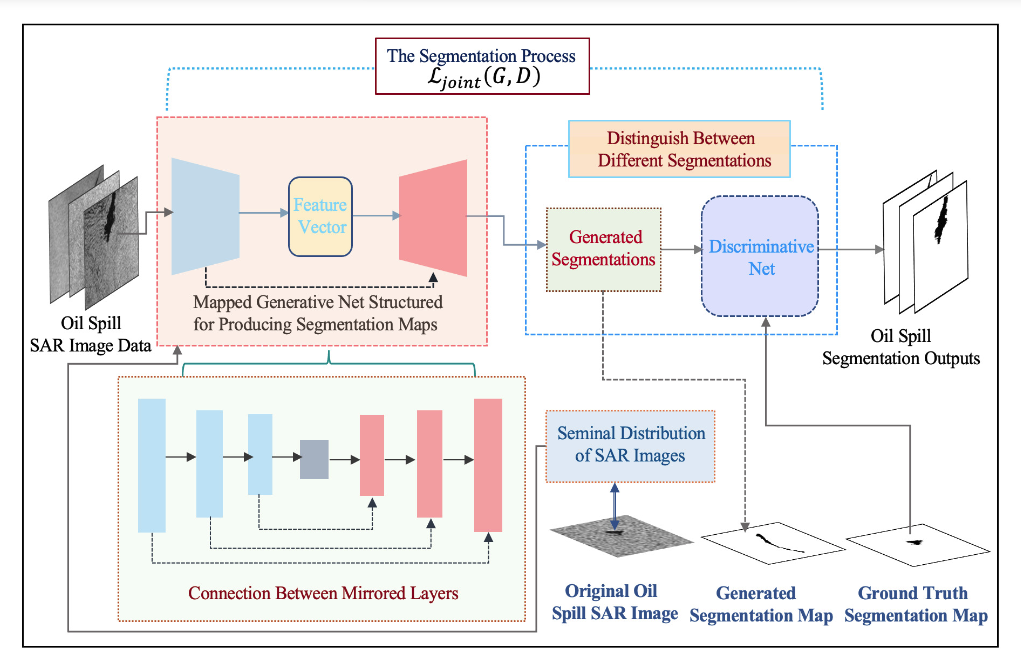 The Segmentation Process
ℒjoint(G, D)
Distinguish Between
Different Segmentations
Feature
Vector
Generated
Segmentations
Discriminative
Net
Mapped Generative Net Structured
for Producing Segmentation Maps
Oil Spill
SAR Image Data
Oil Spill
Segmentation Outputs
Seminal Distribution
of SAR Images
Connection Between Mirrored Layers
Original Oil
Spill SAR Image
Generated
Segmentation Map
Ground Truth
Segmentation Map